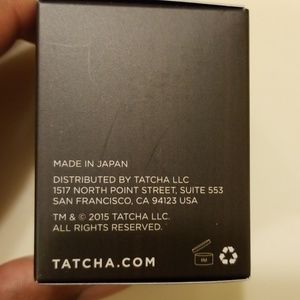 MADE IN JAPAN
DISTRIBUTED BY TATCHA LLC
1517 NORTH POINT STREET, SUITE 553
SAN FRANCISCO, CA 94123 USA
TM & © 2015 TATCHA LLC.
ALL RIGHTS RESERVED.
TATCHA.COM